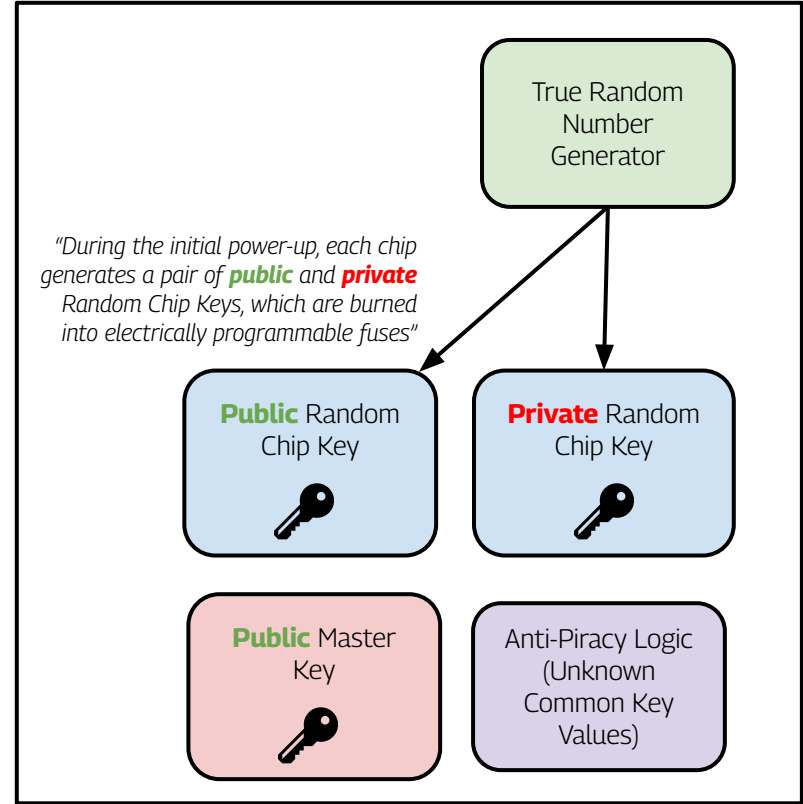 True Random
Number
Generator
“During the initial power-up, each chip
generates a pair of public and private
Random Chip Keys, which are burned
into electrically programmable fuses”
Public Random
Chip Key
Private Random
Chip Key
Public Master
Key
Anti-Piracy Logic
(Unknown
Common Key
Values)